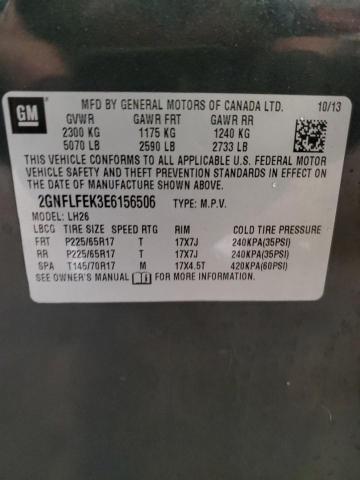 GM
MFD BY GENERAL MOTORS OF CANADA LTD. 10/13
GVWR GAWR FRT GAWR RR
2300 KG 1175 KG 1240 KG
5070 LB 2590 LB 2733 LB
THIS VEHICLE CONFORMS TO ALL APPLICABLE U.S. FEDERAL MOTOR
VEHICLE SAFETY AND THEFT PREVENTION STANDARDS IN EFFECT ON
THE DATE OF MANUFACTURE SHOWN ABOVE.
2GNFLFEK3E6156506 TYPE: M.P.V.
MODEL: LH26
LBCG TIRE SIZE SPEED RTG RIM COLD TIRE PRESSURE
FRT P225/65R17 T 17X7J 240KPA(35PSI)
RR P225/65R17 T 17X7J 240KPA(35PSI)
SPA T145/70R17 M 17X4.5T 420KPA(60PSI)
SEE OWNER'S MANUAL FOR MORE INFORMATION.